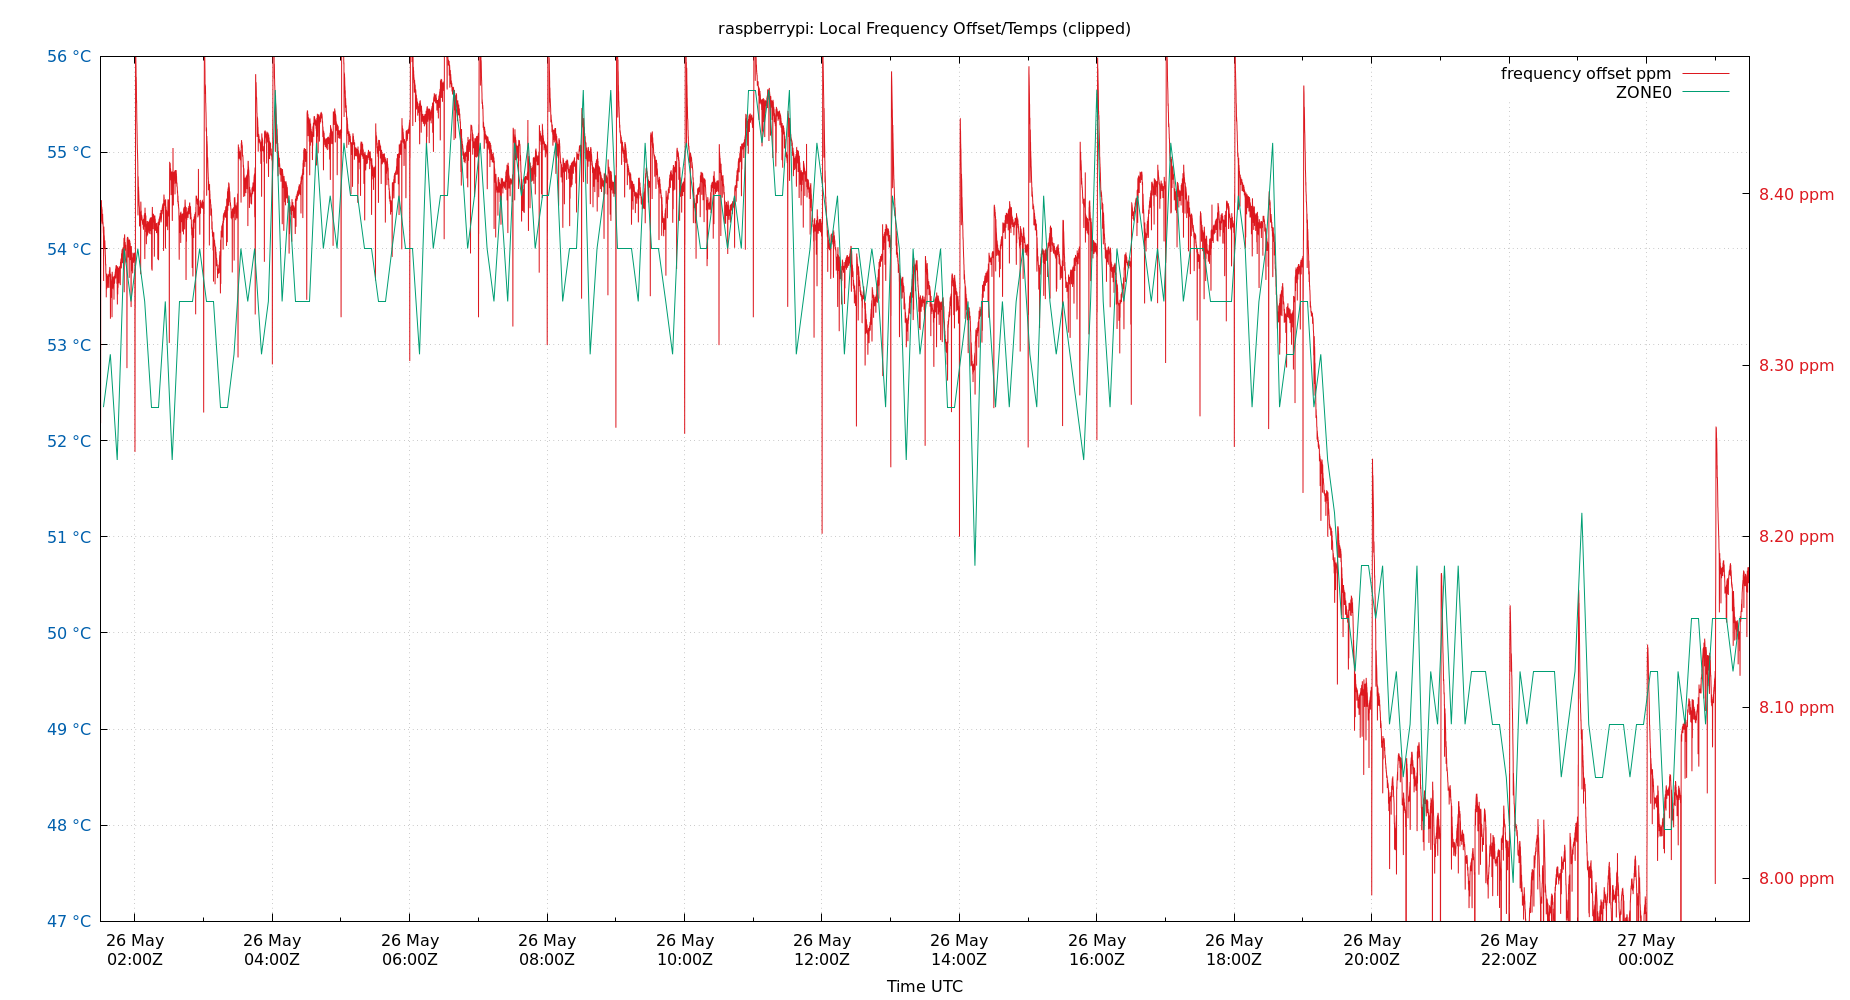 raspberrypi: Local Frequency Offset/Temps (clipped)
frequency offset ppm
ZONE0
56 °C
55 °C
54 °C
53 °C
52 °C
51 °C
50 °C
49 °C
48 °C
47 °C
8.40 ppm
8.30 ppm
8.20 ppm
8.10 ppm
8.00 ppm
26 May 26 May 26 May 26 May 26 May 26 May 26 May 26 May 26 May 26 May 26 May 27 May
02:00Z 04:00Z 06:00Z 08:00Z 10:00Z 12:00Z 14:00Z 16:00Z 18:00Z 20:00Z 22:00Z 00:00Z
Time UTC